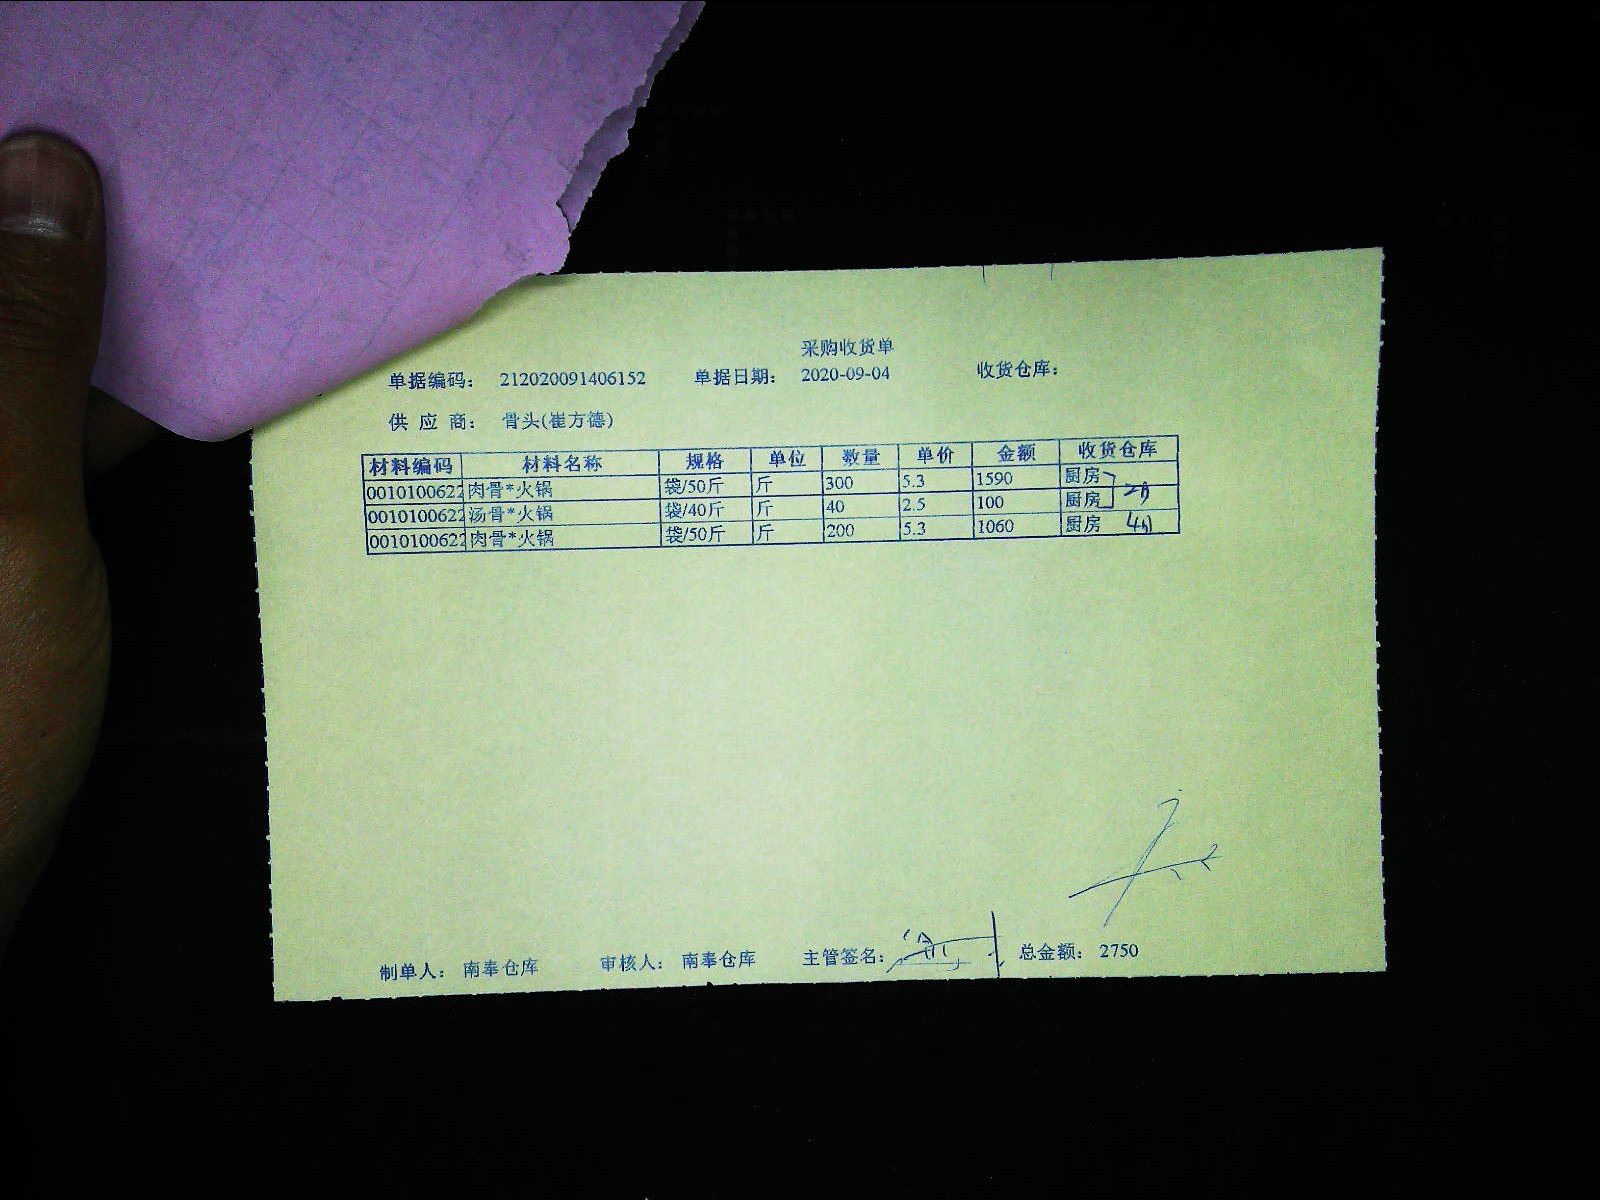 采购收货单
单据编码： 212020091406152 单据日期： 2020-09-04 收货仓库：
供 应 商： 骨头(崔方德)
材料编码 材料名称 规格 单位 数量 单价 金额 收货仓库
0010100622 肉骨*火锅 袋/50斤 斤 300 5.3 1590 厨房
0010100622 汤骨*火锅 袋/40斤 斤 40 2.5 100 厨房
0010100622 肉骨*火锅 袋/50斤 斤 200 5.3 1060 厨房
制单人： 南奉仓库 审核人： 南奉仓库 主管签名： 总金额： 2750